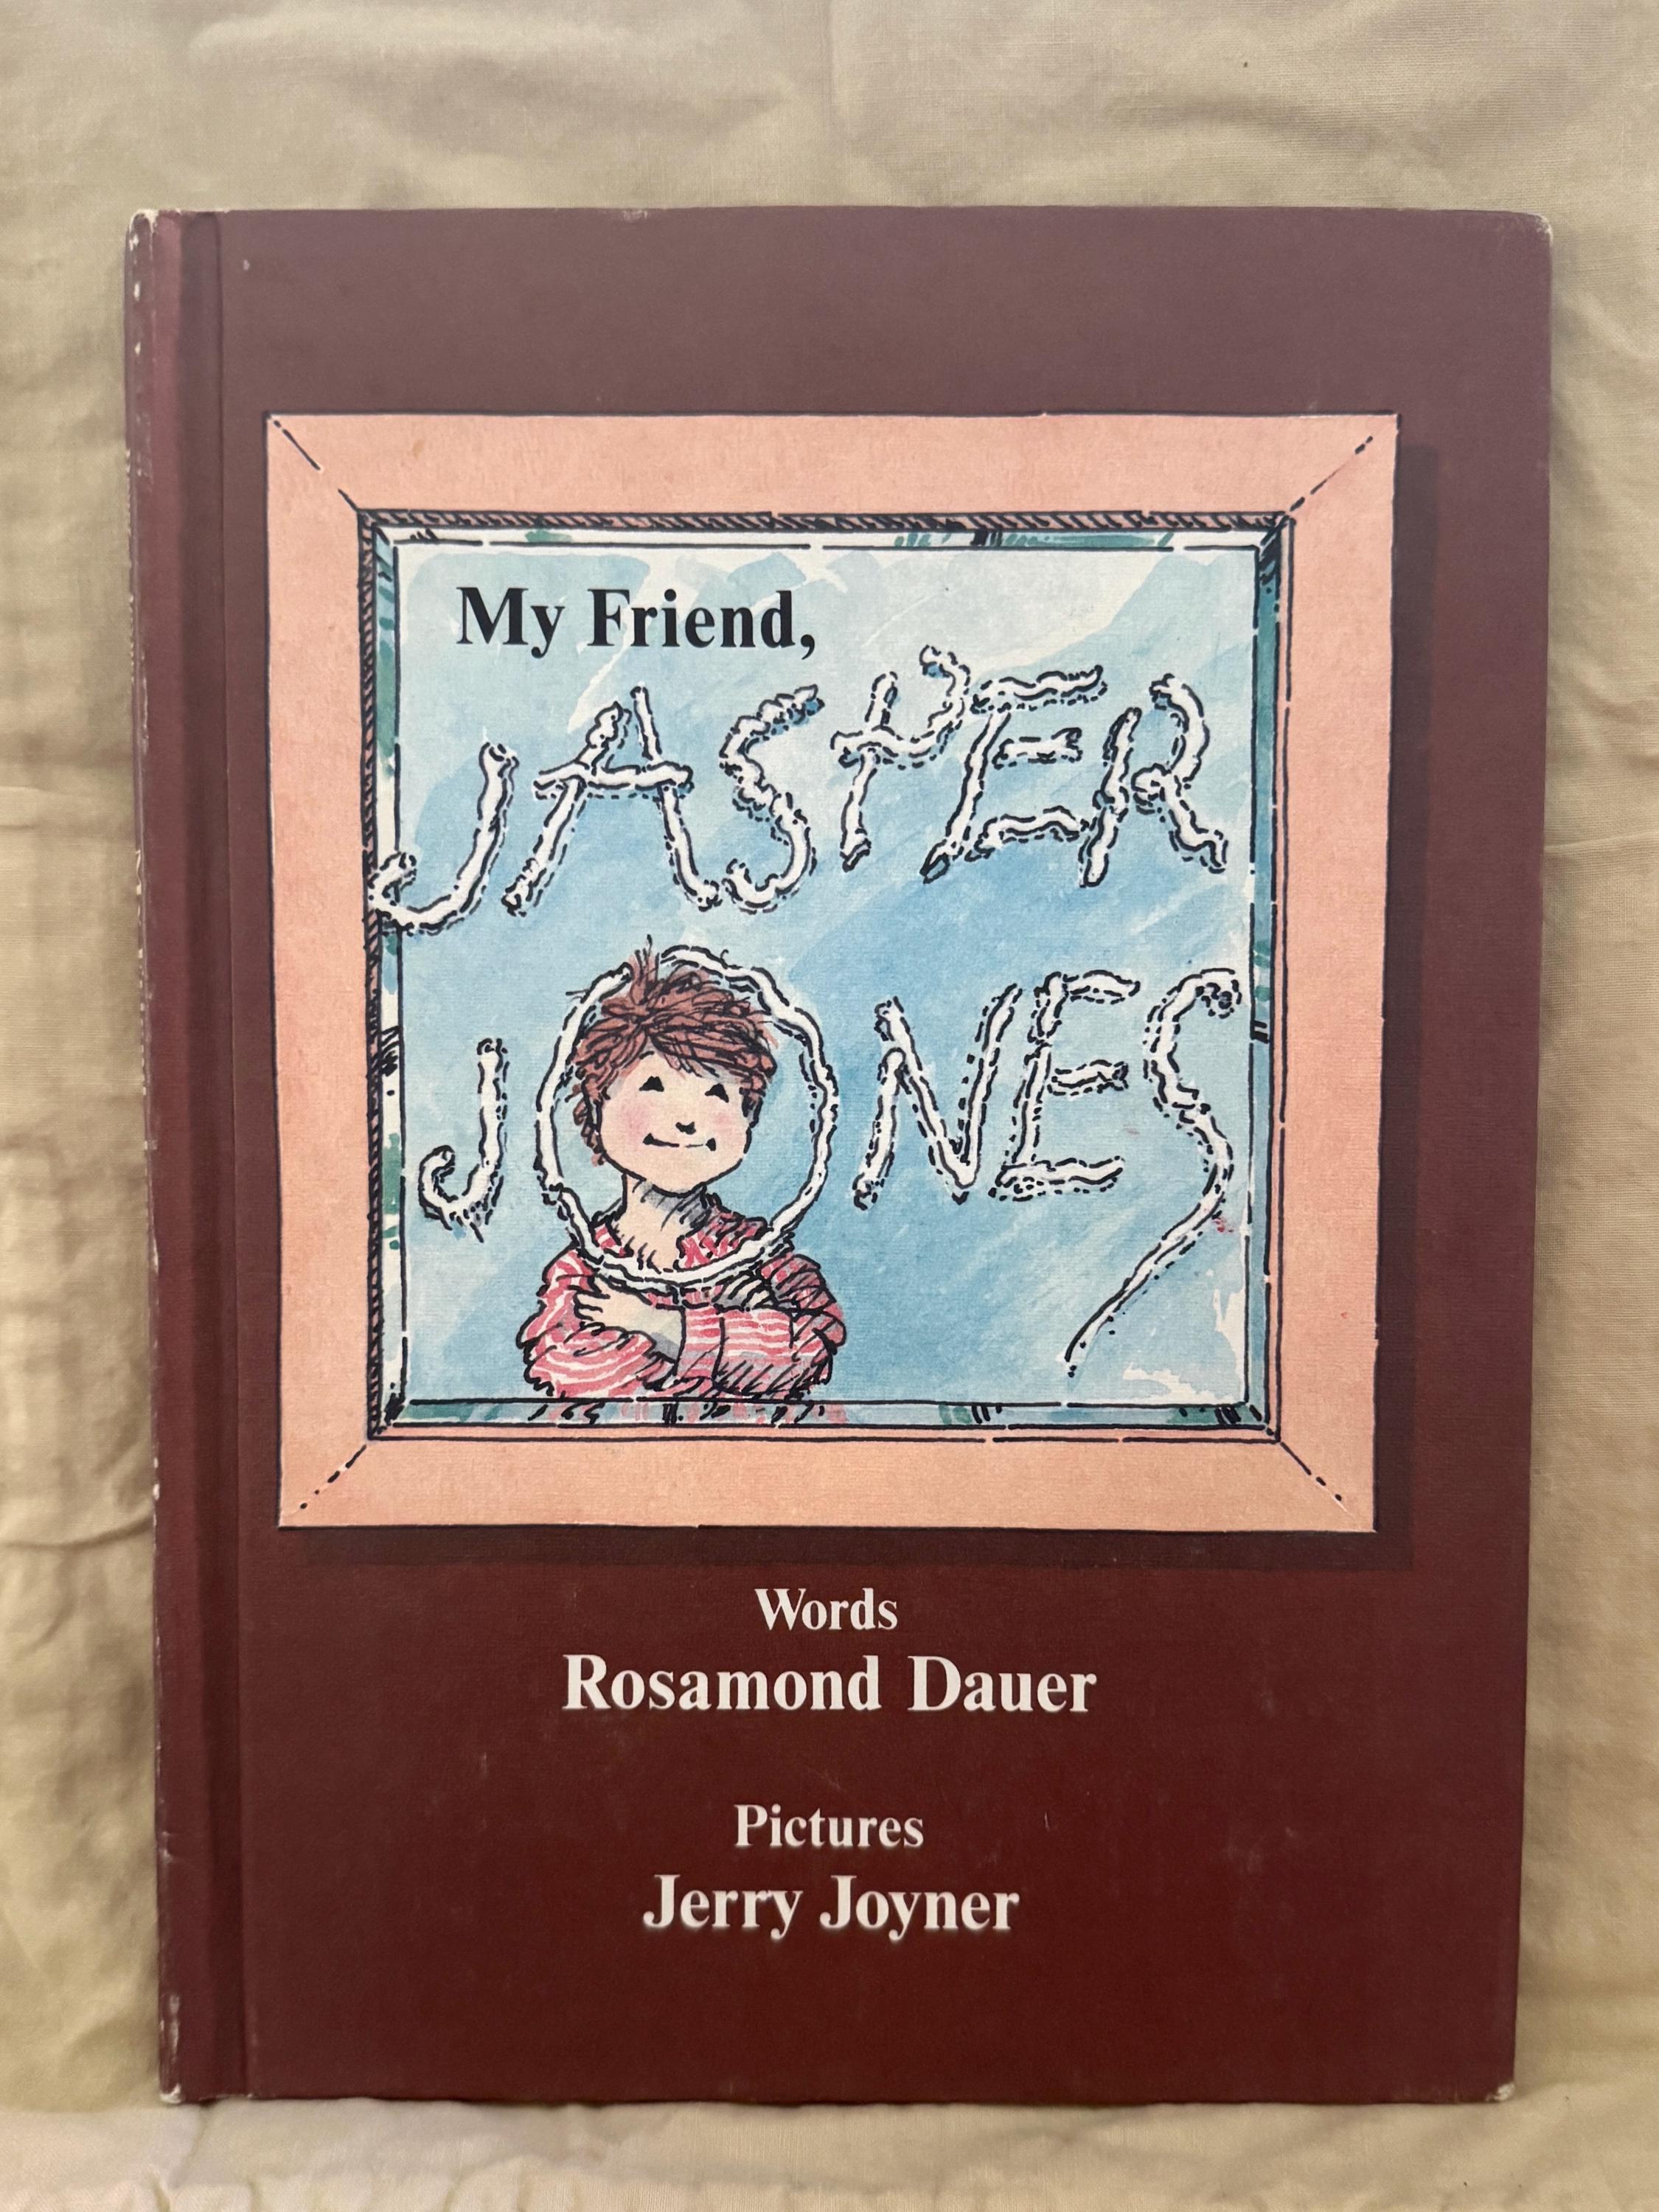 My Friend,
JASPER
JONES
Words
Rosamond Dauer
Pictures
Jerry Joyner